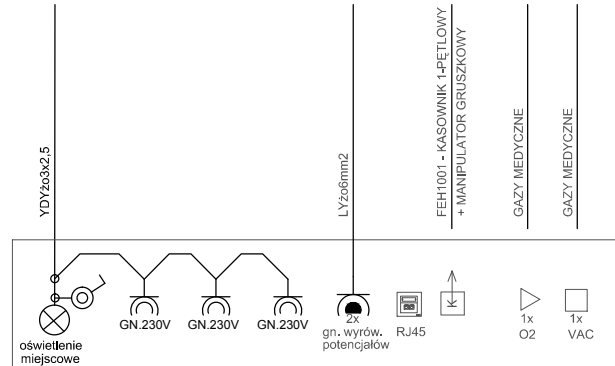 YDYżo3x2,5
LYżo6mm2
FEH1001 - KASOWNIK 1-PĘTLOWY
+ MANIPULATOR GRUSZKOWY
GAZY MEDYCZNE
GAZY MEDYCZNE
GN.230V
GN.230V
GN.230V
oświetlenie
miejscowe
2x
gn. wyrów.
potencjałów
RJ45
1x
O2
1x
VAC